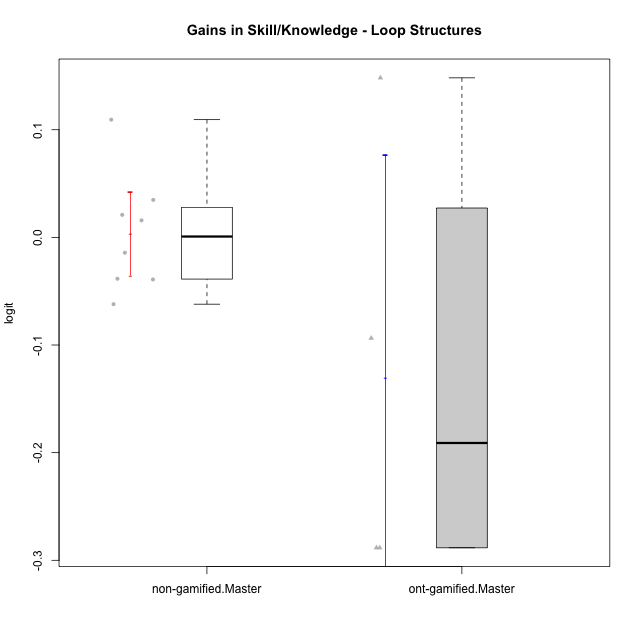 Gains in Skill/Knowledge - Loop Structures
logit
0.1
0.0
-0.1
-0.2
-0.3
non-gamified.Master
ont-gamified.Master